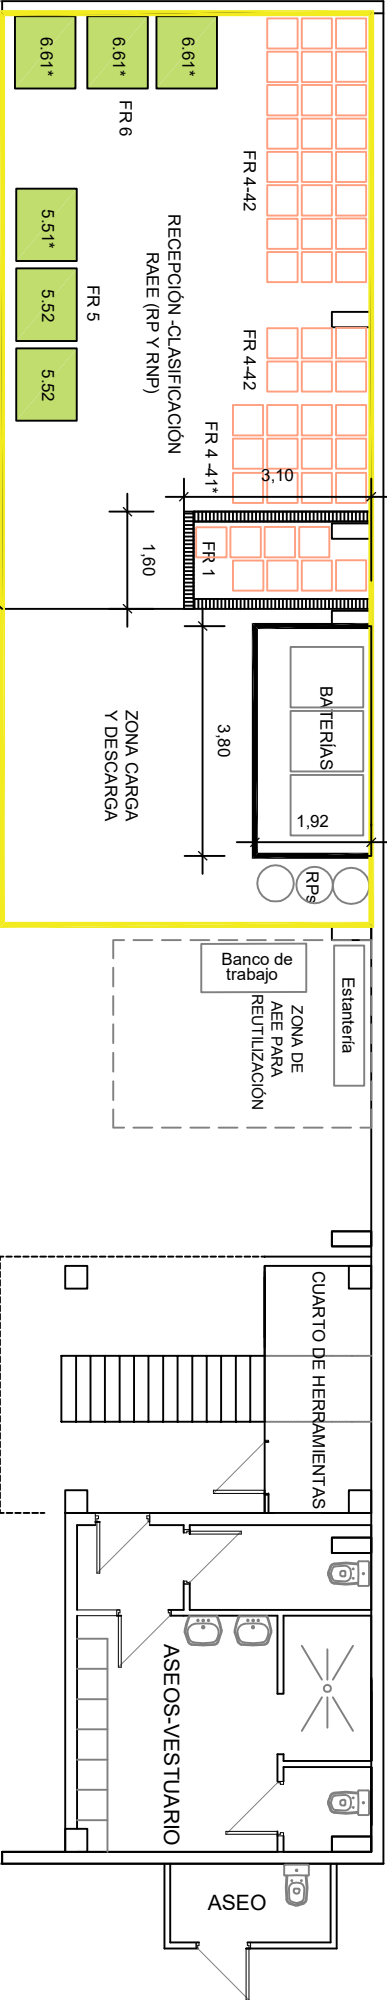 6.61*
6.61*
6.61*
FR 6
FR 4-42
5.51*
5.52
5.52
FR 5
RECEPCIÓN -CLASIFICACIÓN
RAEE (RP Y RNP)
FR 4-42
FR 4 -41*
3,10
FR 1
1,60
3,80
ZONA CARGA
Y DESCARGA
BATERÍAS
1,92
RPs
Banco de
trabajo
Estantería
ZONA DE
AEE PARA
REUTILIZACIÓN
CUARTO DE HERRAMIENTAS
ASEOS-VESTUARIO
ASEO